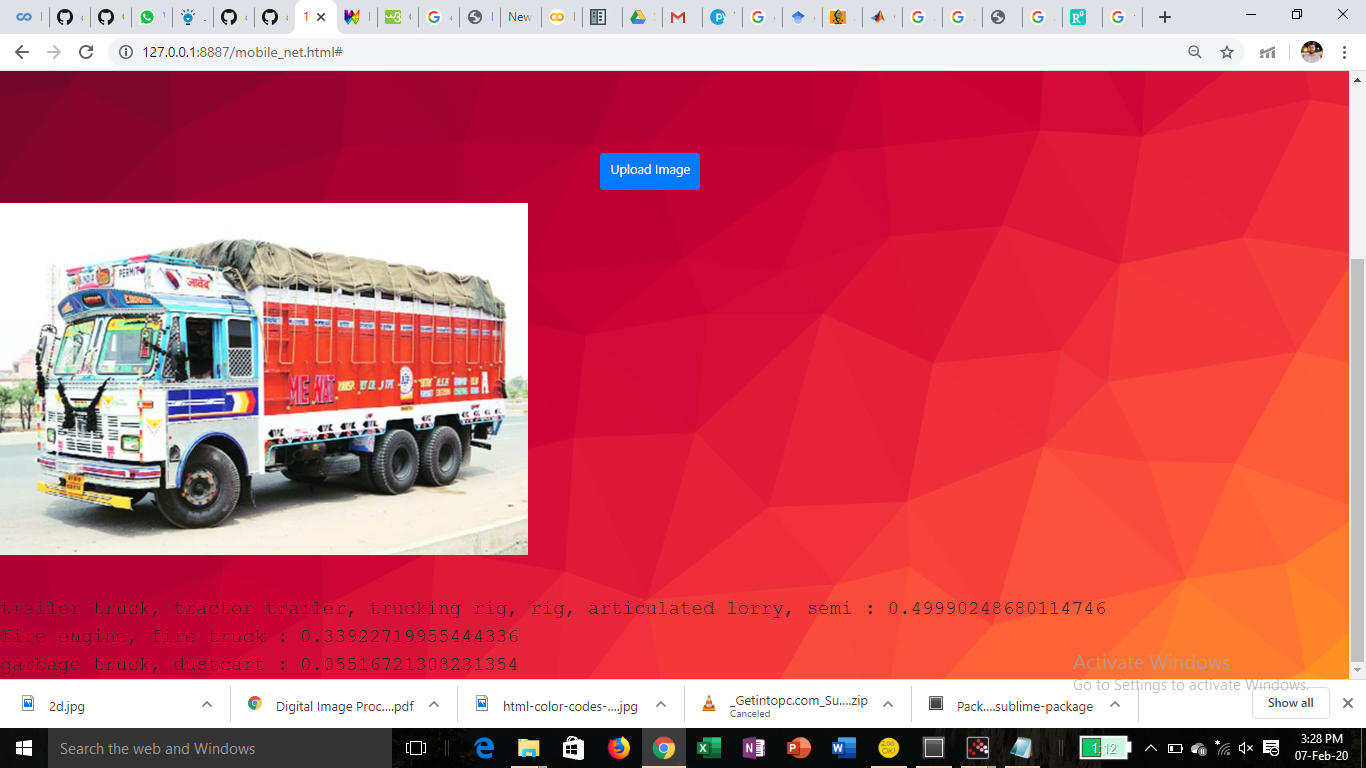 New
127.0.0.1:8887/mobile_net.html#
Upload Image
PERMIT
जावेद
trailer truck, tractor trailer, trucking rig, rig, articulated lorry, semi : 0.49990248680114746
fire engine, fire truck : 0.33922719955444336
garbage truck, dustcart : 0.05516721308231354
Activate Windows
Go to Settings to activate Windows.
2d.jpg
Digital Image Proc....pdf
html-color-codes-....jpg
_Getintopc.com_Su....zip
Canceled
Pack....sublime-package
Show all
Search the web and Windows
1:12
3:28 PM
07-Feb-20